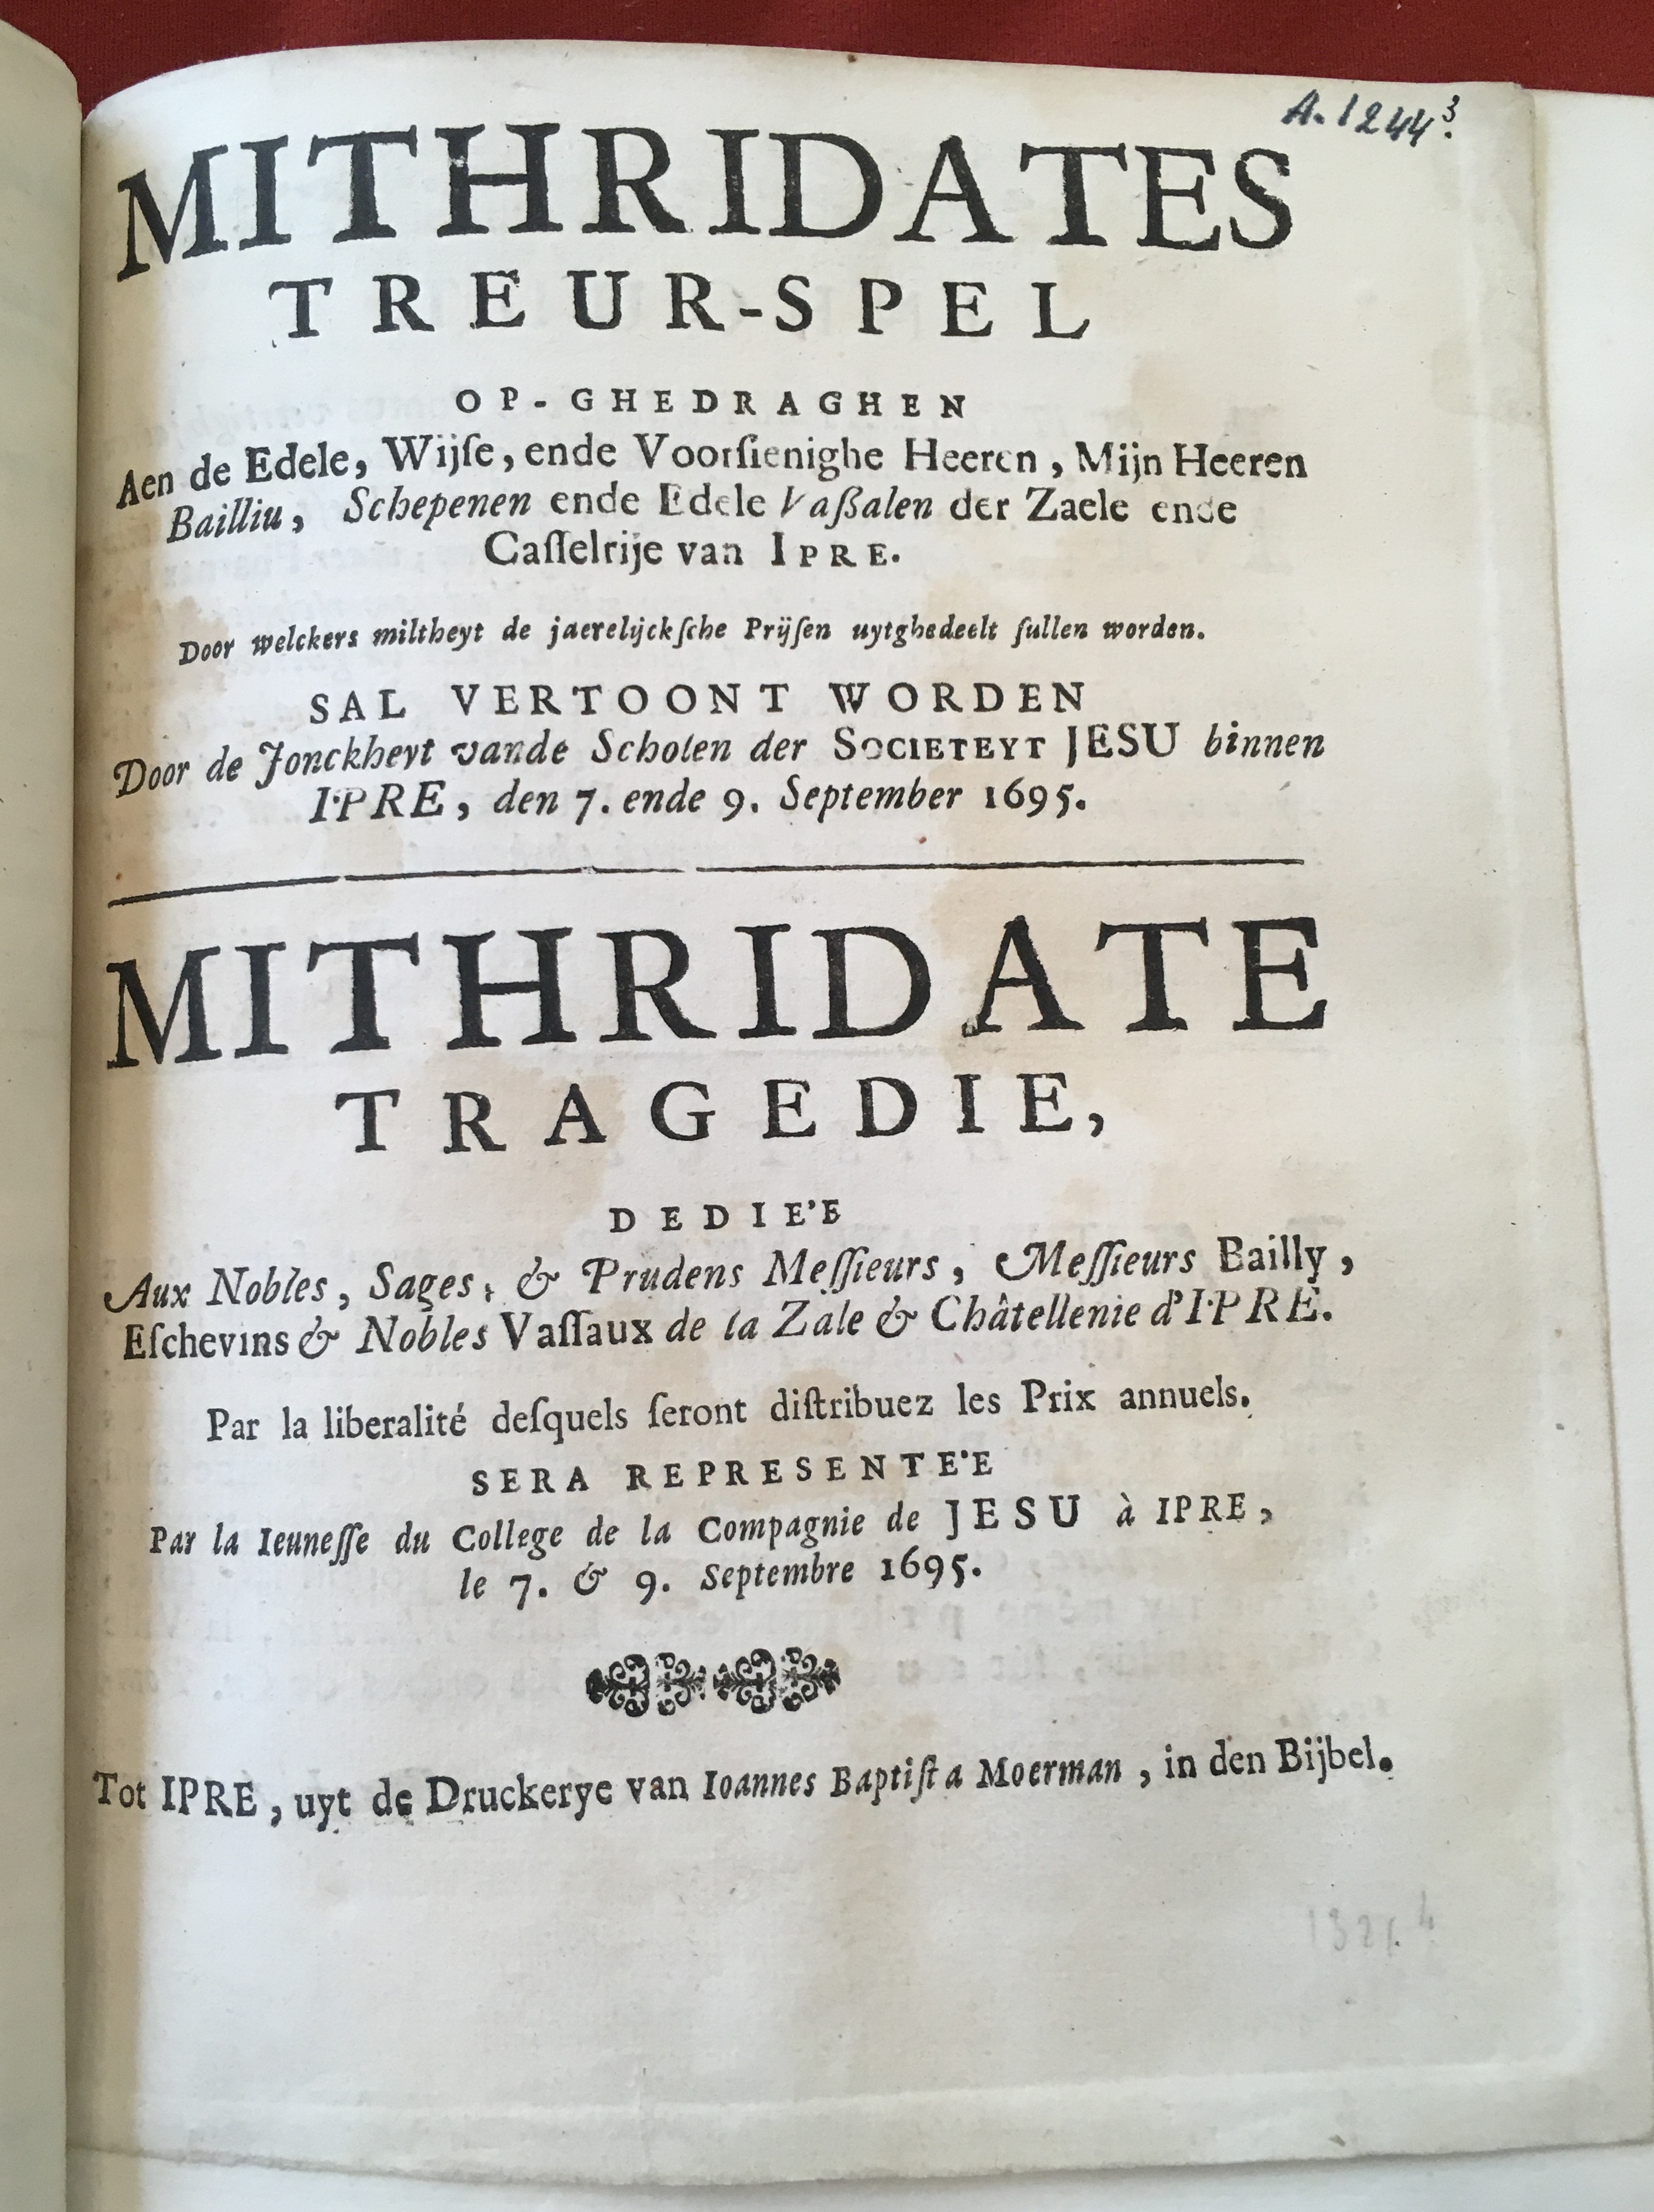 A. 1244³.
MITHRIDATES
TREUR-SPEL
OP-GHEDRAGHEN
Aen de Edele, Wijſe, ende Voorſienighe Heeren, Mijn Heeren
Bailliu, Schepenen ende Edele Vaßalen der Zaele ende
Caſſelrije van IPRE.
Door welckers miltheyt de jaerelijckſche Prijſen uytghedeelt ſullen worden.
SAL VERTOONT WORDEN
Door de Jonckheyt vande Scholen der SOCIETEYT JESU binnen
IPRE, den 7. ende 9. September 1695.
MITHRIDATE
TRAGEDIE,
DEDIE'E
Aux Nobles, Sages, & Prudens Meſſieurs, Meſſieurs Bailly,
Eſchevins & Nobles Vaſſaux de la Zale & Châtellenie d'IPRE.
Par la liberalité deſquels ſeront diſtribuez les Prix annuels.
SERA REPRESENTE'E
Par la Ieuneſſe du College de la Compagnie de JESU à IPRE,
le 7. & 9. Septembre 1695.
Tot IPRE, uyt de Druckerye van Ioannes Baptiſta Moerman, in den Bijbel.